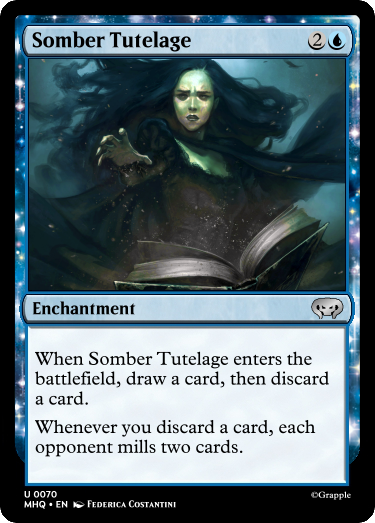 Somber Tutelage 2
Enchantment
When Somber Tutelage enters the
battlefield, draw a card, then discard
a card.
Whenever you discard a card, each
opponent mills two cards.
U 0070
MHQ • EN Federica Costantini
©Grapple